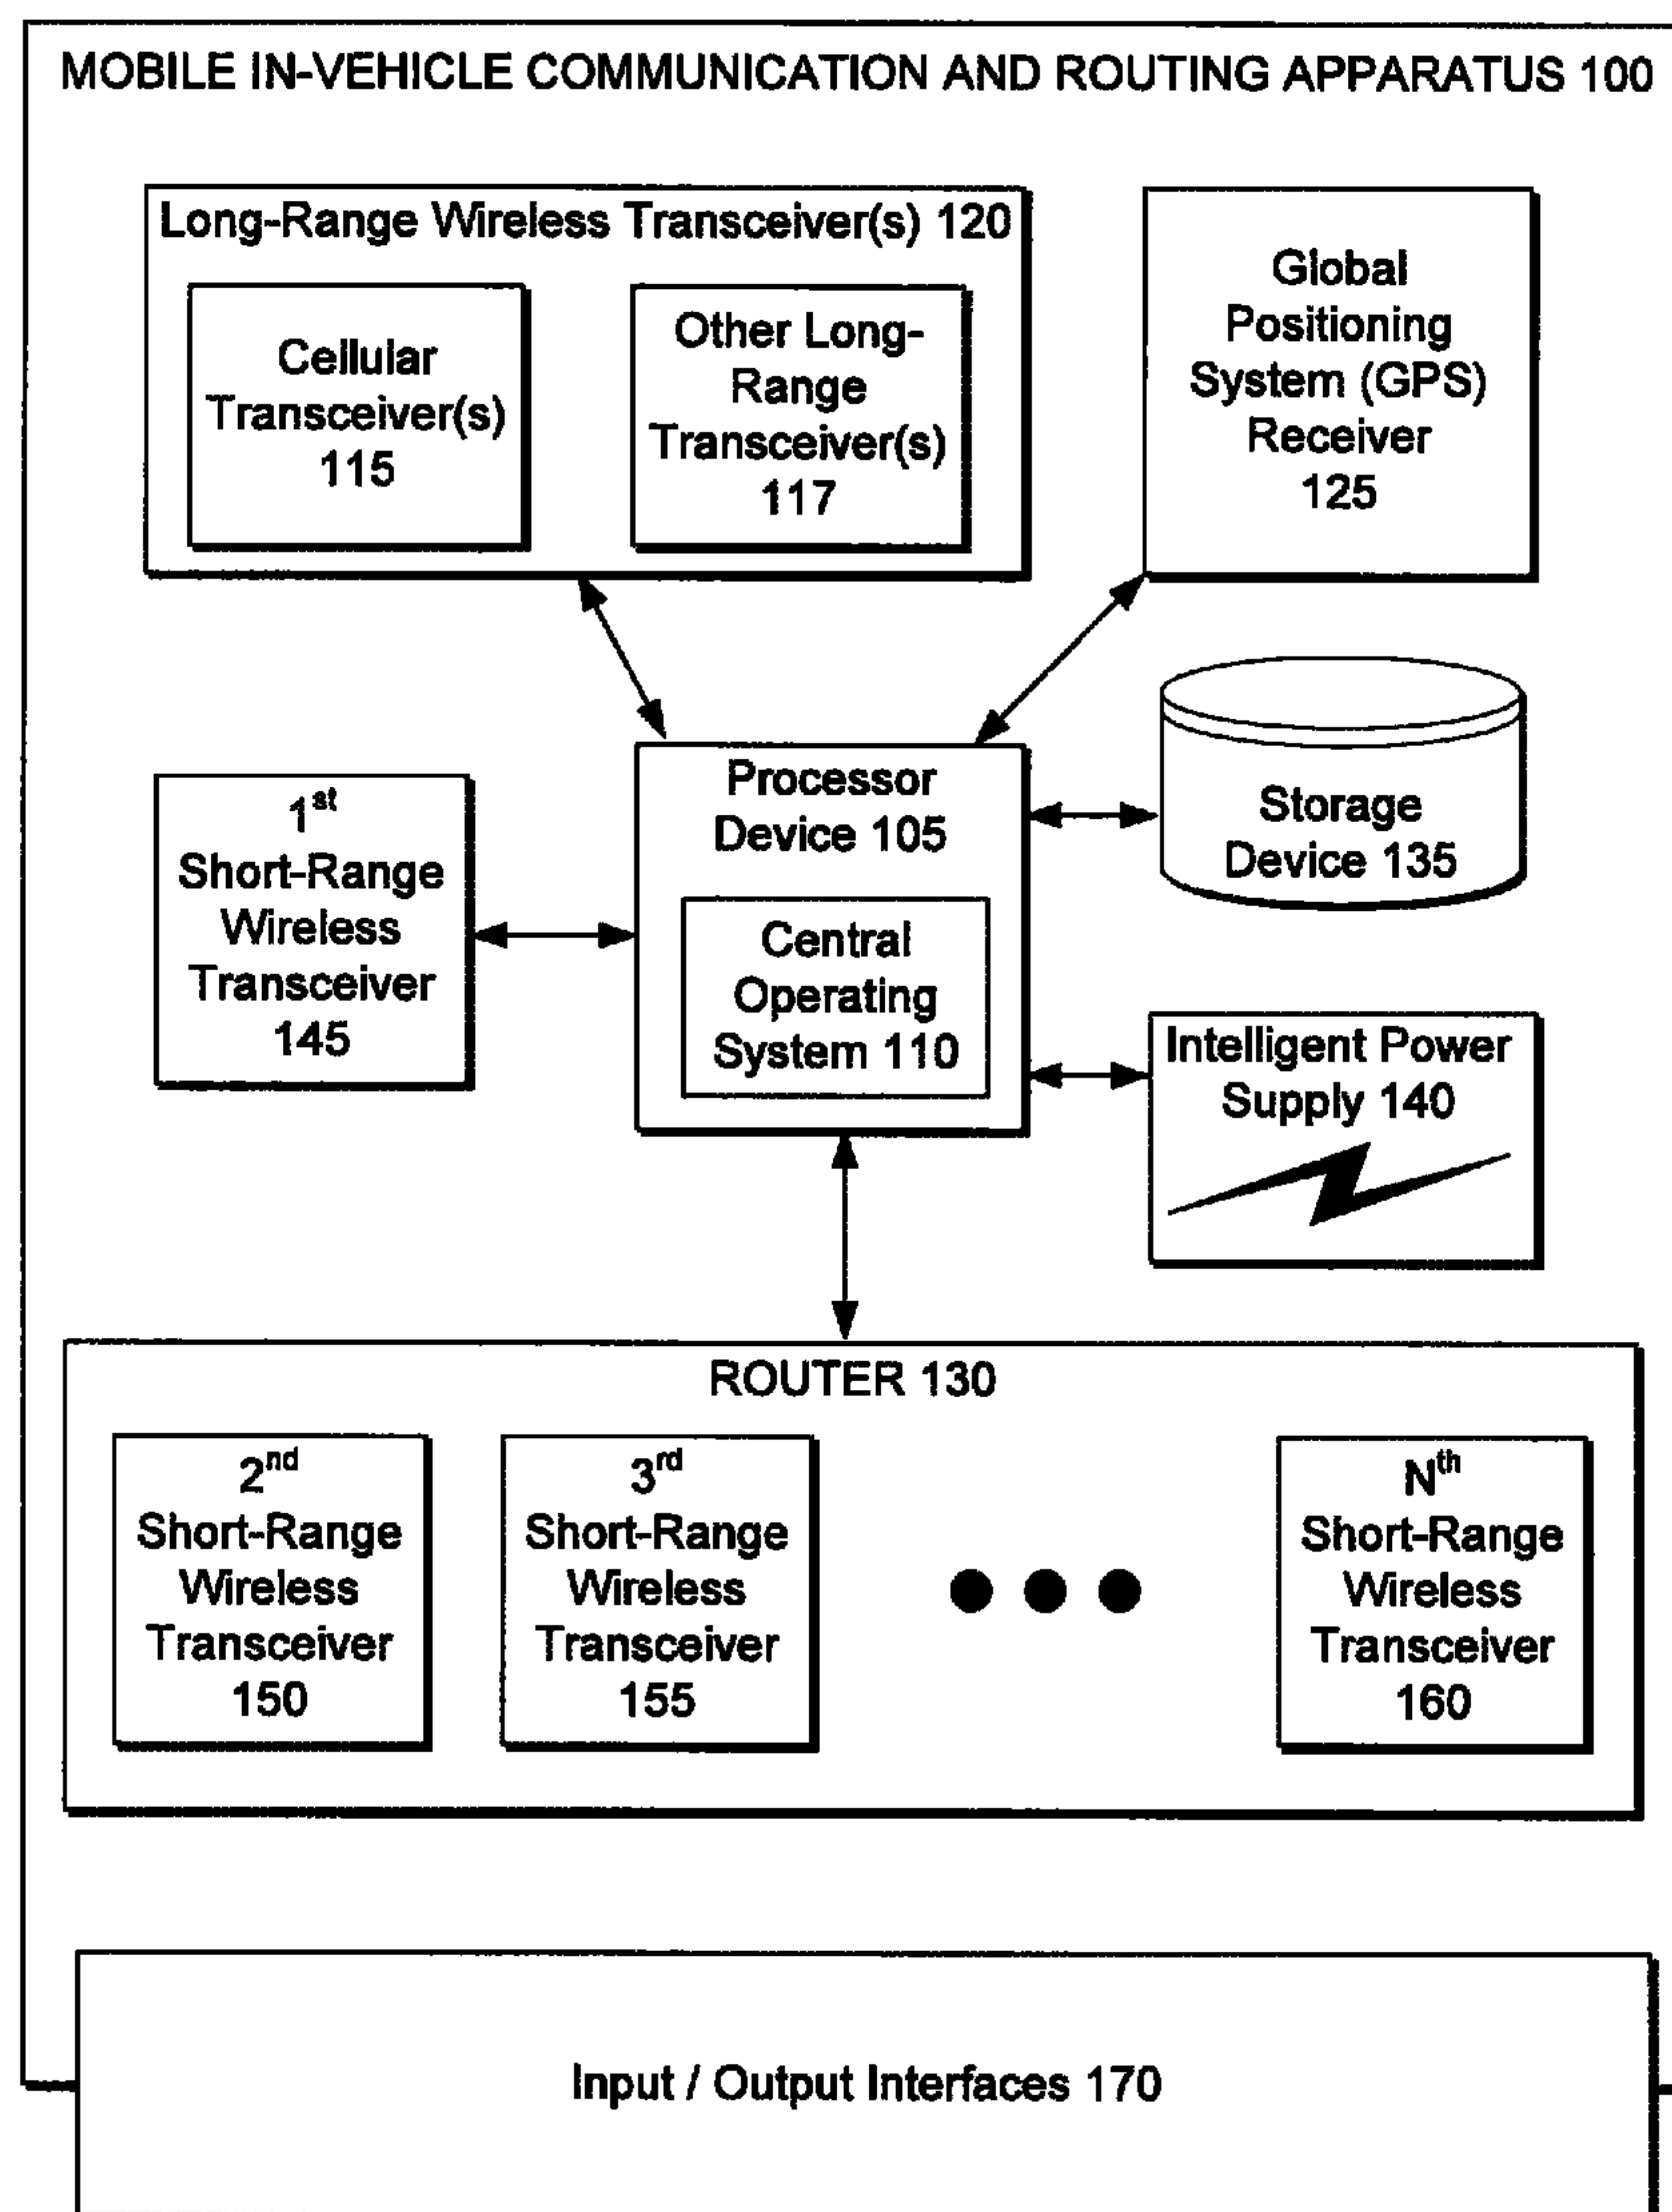 MOBILE IN-VEHICLE COMMUNICATION AND ROUTING APPARATUS 100
Long-Range Wireless Transceiver(s) 120
Cellular
Transceiver(s)
115
Other Long-
Range
Transceiver(s)
117
Global
Positioning
System (GPS)
Receiver
125
1st
Short-Range
Wireless
Transceiver
145
Processor
Device 105
Central
Operating
System 110
Storage
Device 135
Intelligent Power
Supply 140
ROUTER 130
2nd
Short-Range
Wireless
Transceiver
150
3rd
Short-Range
Wireless
Transceiver
155
Nth
Short-Range
Wireless
Transceiver
160
Input / Output Interfaces 170